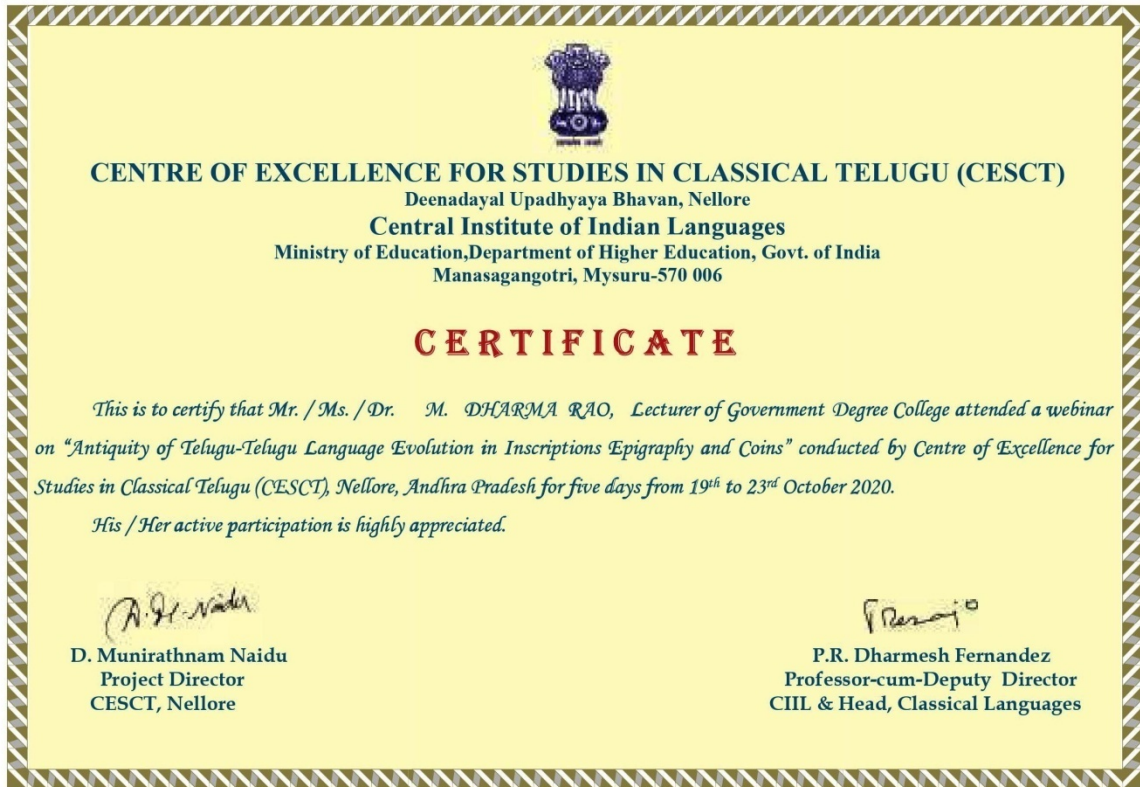 CENTRE OF EXCELLENCE FOR STUDIES IN CLASSICAL TELUGU (CESCT)
Deenadayal Upadhyaya Bhavan, Nellore
Central Institute of Indian Languages
Ministry of Education,Department of Higher Education, Govt. of India
Manasagangotri, Mysuru-570 006
CERTIFICATE
This is to certify that Mr. / Ms. / Dr. M. DHARMA RAO, Lecturer of Government Degree College attended a webinar
on “Antiquity of Telugu-Telugu Language Evolution in Inscriptions Epigraphy and Coins” conducted by Centre of Excellence for
Studies in Classical Telugu (CESCT), Nellore, Andhra Pradesh for five days from 19th to 23rd October 2020.
His / Her active participation is highly appreciated.
D. Munirathnam Naidu
Project Director
CESCT, Nellore
P.R. Dharmesh Fernandez
Professor-cum-Deputy Director
CIIL & Head, Classical Languages